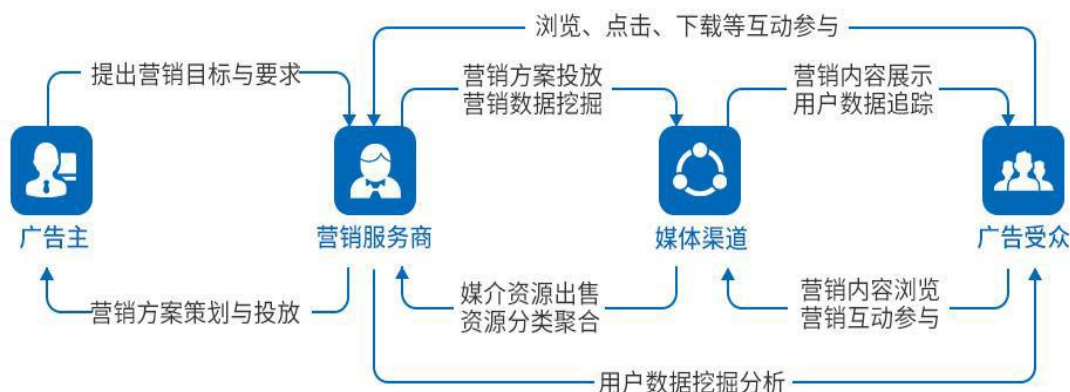 浏览、点击、下载等互动参与
提出营销目标与要求
营销方案投放
营销数据挖掘
营销内容展示
用户数据追踪
广告主
营销服务商
媒体渠道
广告受众
营销方案策划与投放
媒介资源出售
资源分类聚合
营销内容浏览
营销互动参与
用户数据挖掘分析